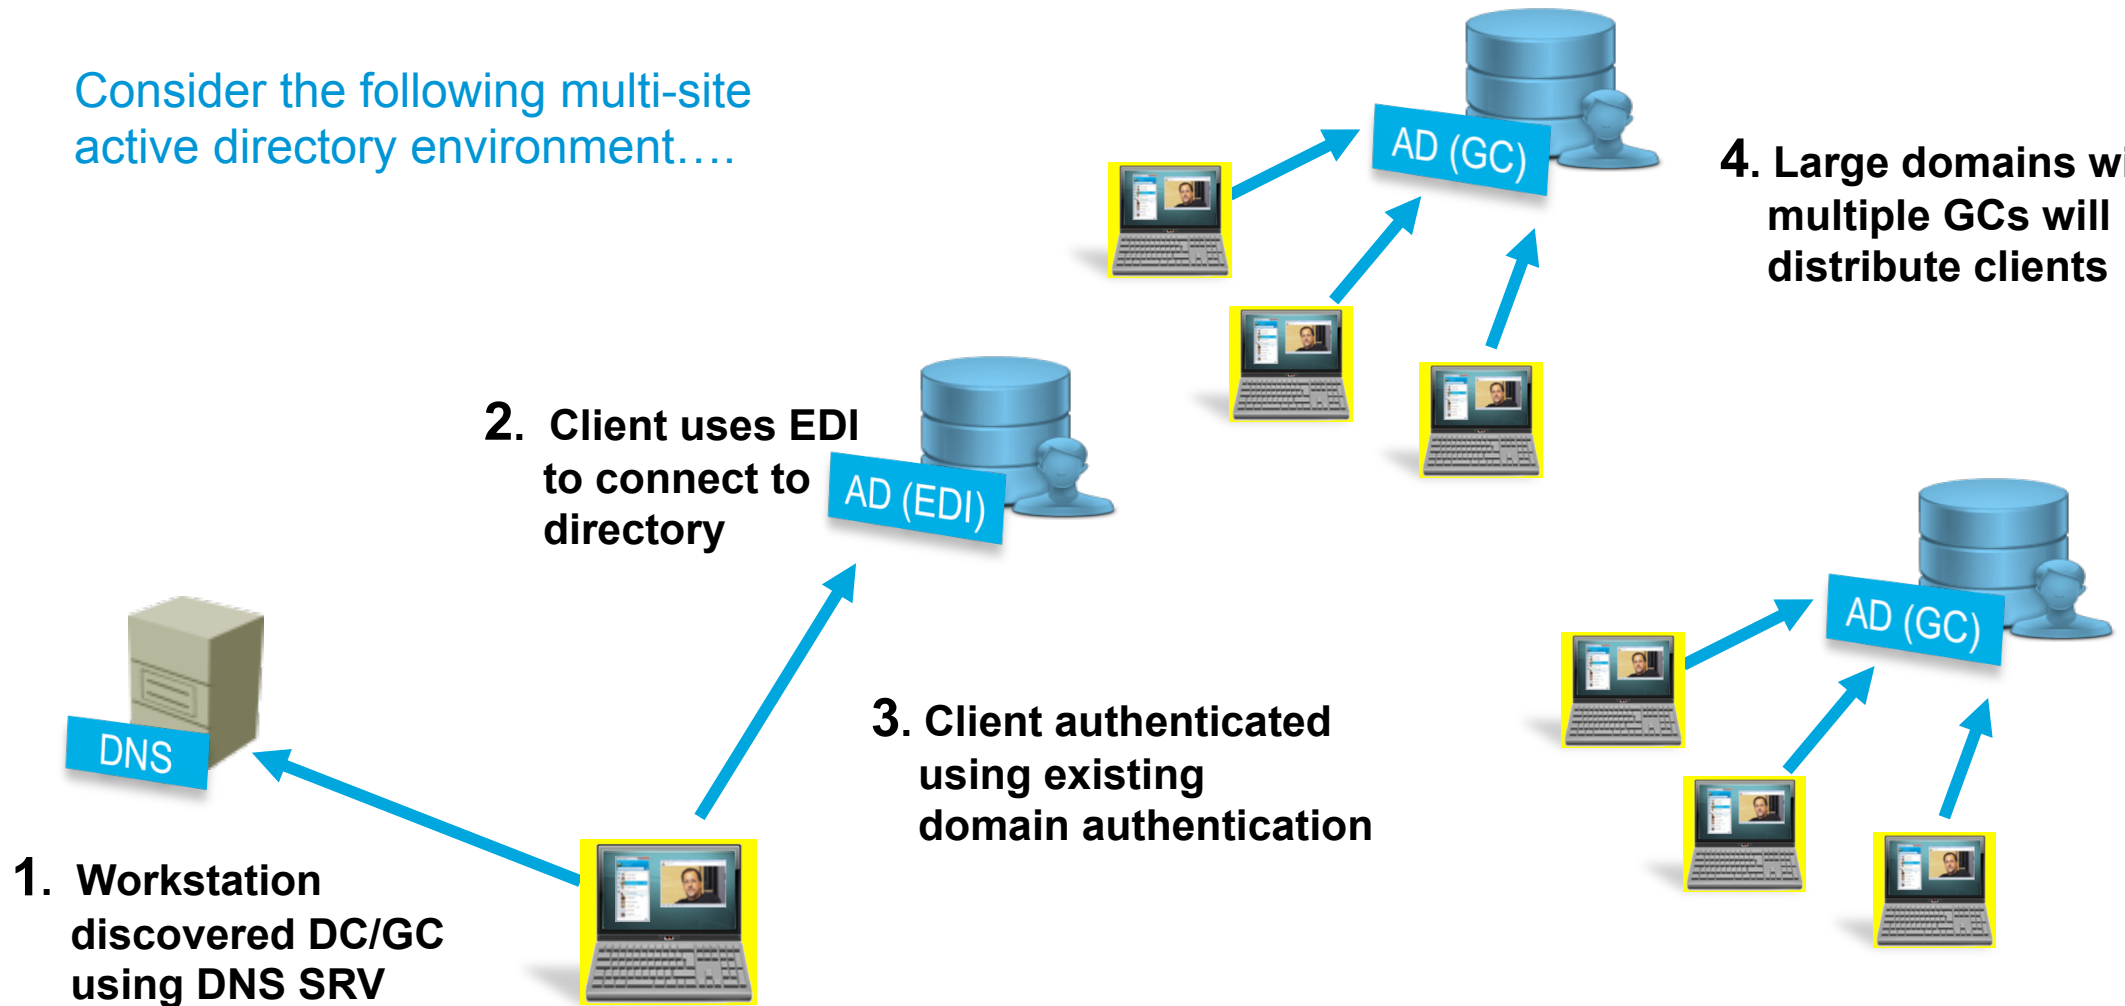 Consider the following multi-site
active directory environment....
AD (GC)
4. Large domains wi
multiple GCs will
distribute clients
2. Client uses EDI
to connect to
directory
AD (EDI)
AD (GC)
3. Client authenticated
using existing
domain authentication
DNS
1. Workstation
discovered DC/GC
using DNS SRV